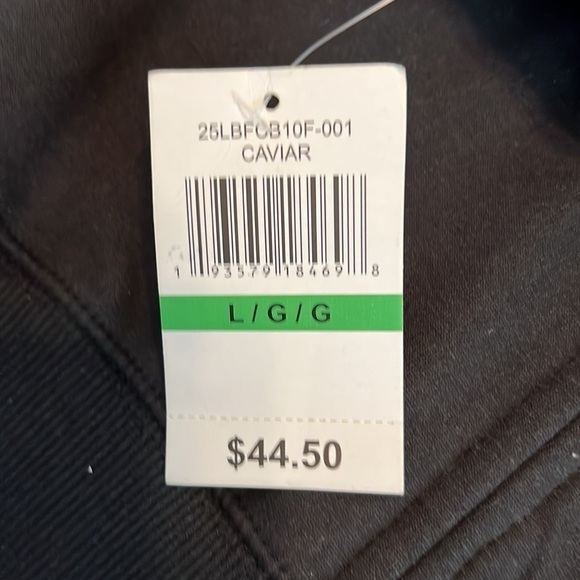 25LBFCB10F-001
CAVIAR
1 93579 18469 8
L / G / G
$44.50